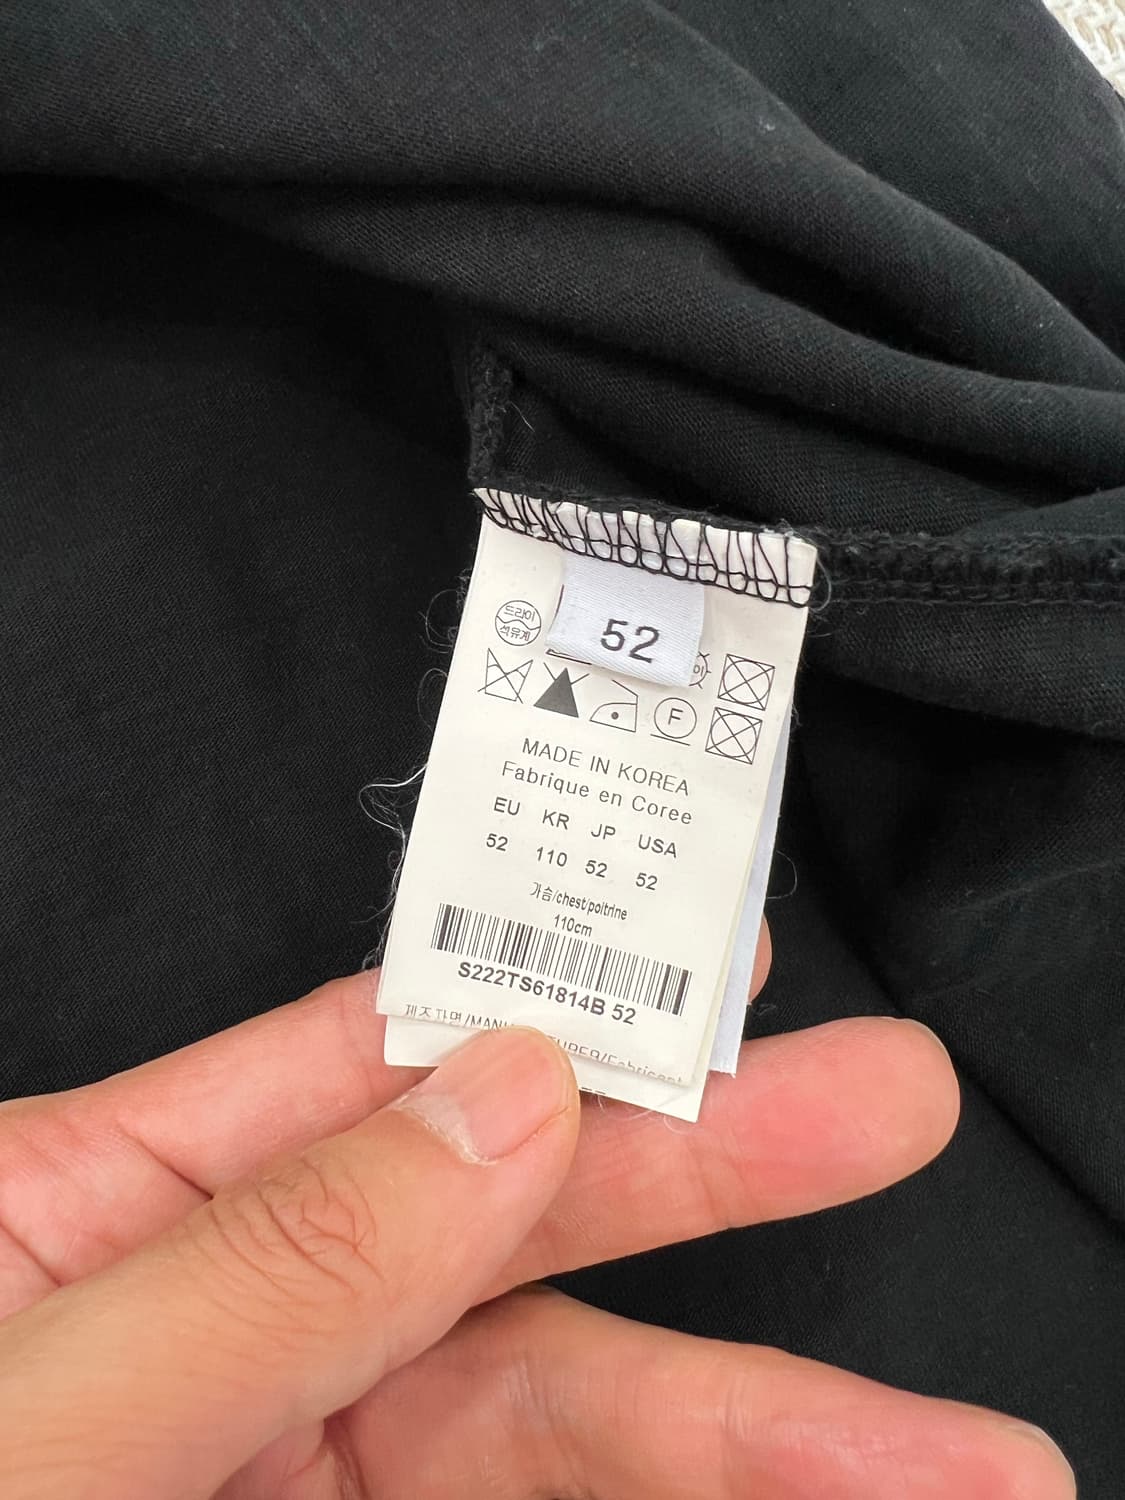 52
드라이
석유계
F
MADE IN KOREA
Fabrique en Coree
EU KR JP USA
52 110 52 52
가슴/chest/poitrine
110cm
S222TS61814B 52